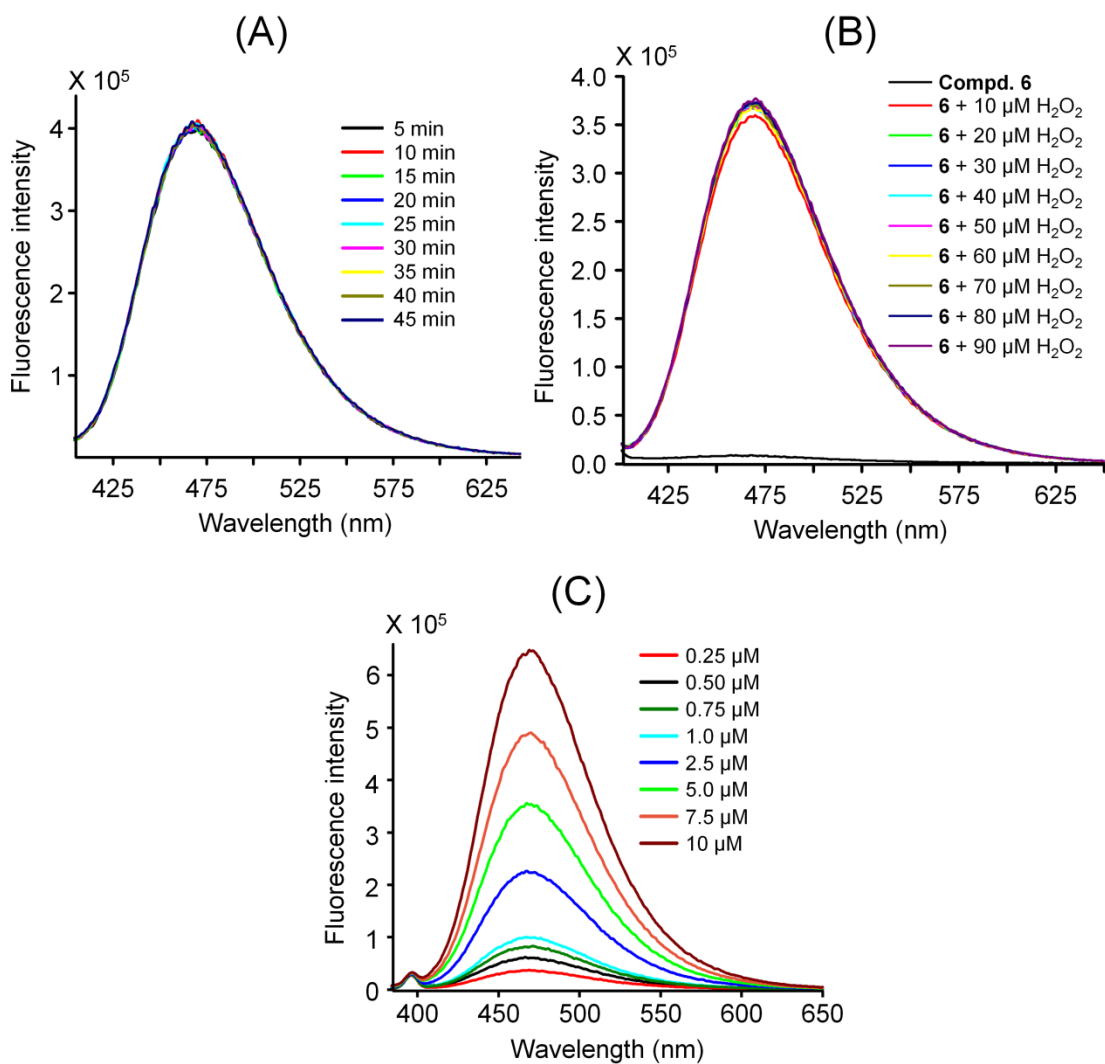 (A)
X 10⁵
Fluorescence intensity
4
3
2
1
425 475 525 575 625
Wavelength (nm)
5 min
10 min
15 min
20 min
25 min
30 min
35 min
40 min
45 min
(B)
X 10⁵
Fluorescence intensity
4.0
3.5
3.0
2.5
2.0
1.5
1.0
0.5
0.0
425 475 525 575 625
Wavelength (nm)
Compd. 6
6 + 10 µM H₂O₂
6 + 20 µM H₂O₂
6 + 30 µM H₂O₂
6 + 40 µM H₂O₂
6 + 50 µM H₂O₂
6 + 60 µM H₂O₂
6 + 70 µM H₂O₂
6 + 80 µM H₂O₂
6 + 90 µM H₂O₂
(C)
X 10⁵
Fluorescence intensity
6
5
4
3
2
1
0
400 450 500 550 600 650
Wavelength (nm)
0.25 µM
0.50 µM
0.75 µM
1.0 µM
2.5 µM
5.0 µM
7.5 µM
10 µM